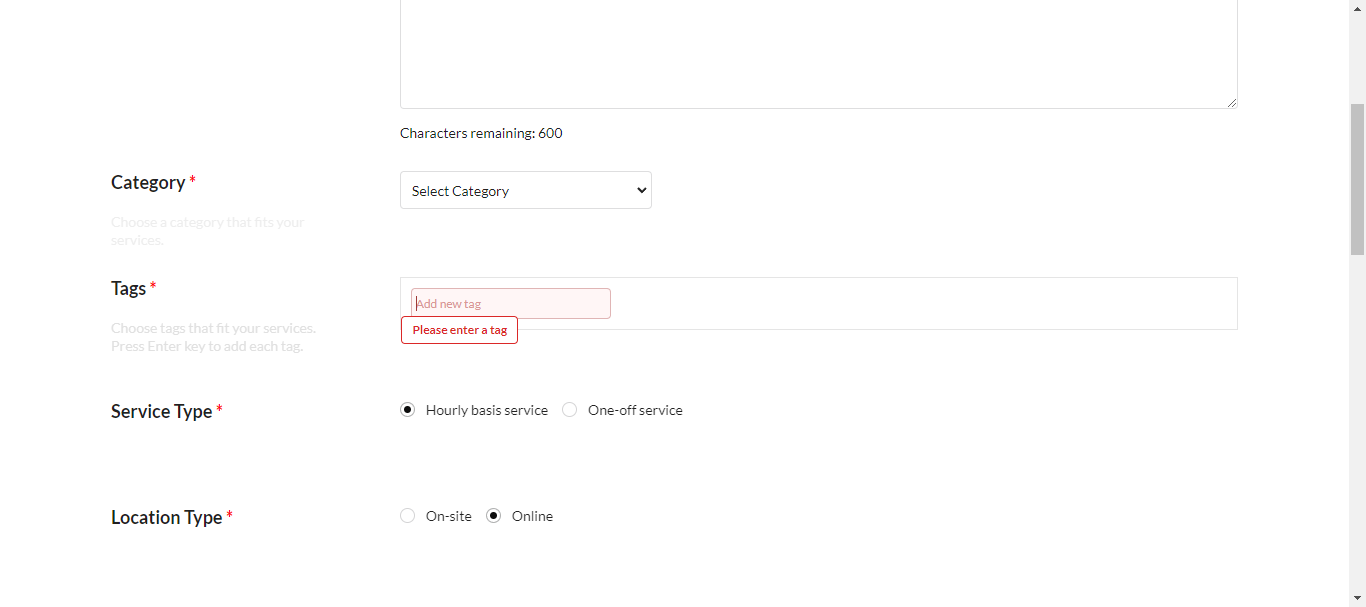 Characters remaining: 600
Category *
Select Category
Choose a category that fits your
services.
Tags *
Add new tag
Please enter a tag
Choose tags that fit your services.
Press Enter key to add each tag.
Service Type *
Hourly basis service
One-off service
Location Type *
On-site
Online